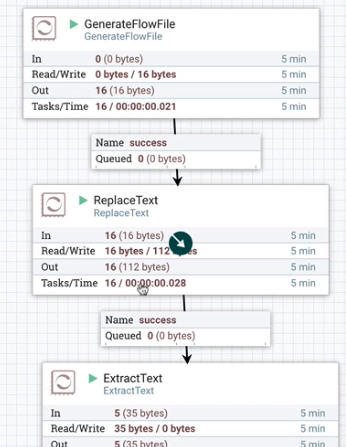 GenerateFlowFile
GenerateFlowFile
In 0 (0 bytes) 5 min
Read/Write 0 bytes / 16 bytes 5 min
Out 16 (16 bytes) 5 min
Tasks/Time 16 / 00:00:00.021 5 min
Name success
Queued 0 (0 bytes)
ReplaceText
ReplaceText
In 16 (16 bytes) 5 min
Read/Write 16 bytes / 112 bytes 5 min
Out 16 (112 bytes) 5 min
Tasks/Time 16 / 00:00:00.028 5 min
Name success
Queued 0 (0 bytes)
ExtractText
ExtractText
In 5 (35 bytes) 5 min
Read/Write 35 bytes / 0 bytes 5 min
Out 5 (35 bytes) 5 min